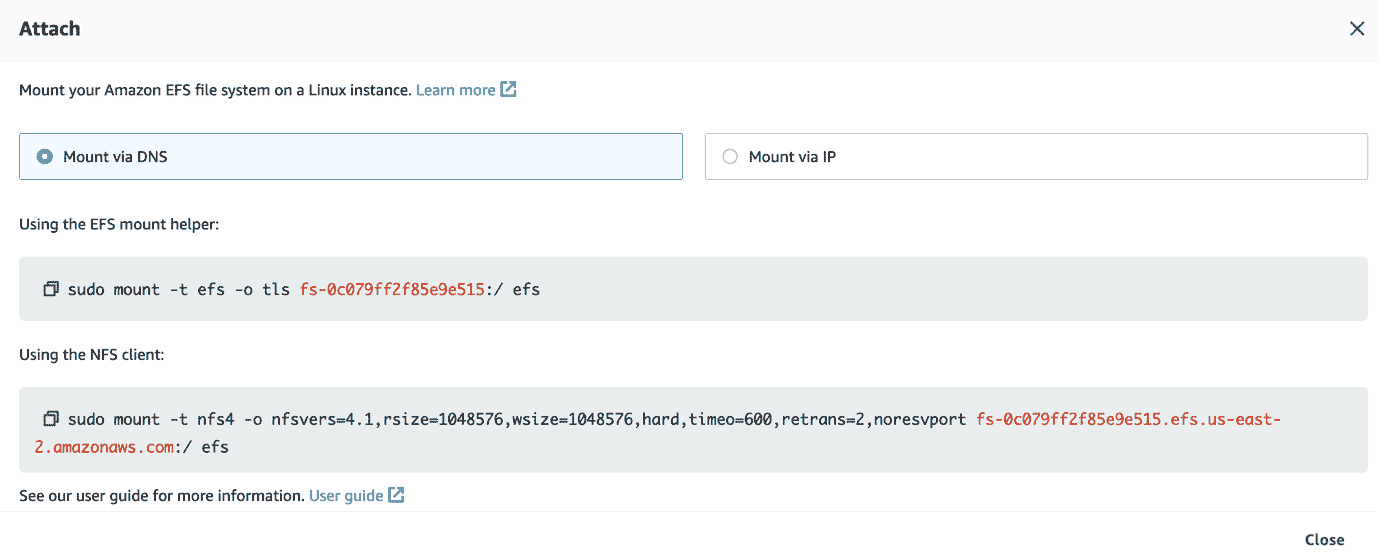 Attach
Mount your Amazon EFS file system on a Linux instance. Learn more
Mount via DNS
Mount via IP
Using the EFS mount helper:
sudo mount -t efs -o tls fs-0c079ff2f85e9e515:/ efs
Using the NFS client:
sudo mount -t nfs4 -o nfsvers=4.1,rsize=1048576,wsize=1048576,hard,timeo=600,retrans=2,noresvport fs-0c079ff2f85e9e515.efs.us-east-
2.amazonaws.com:/ efs
See our user guide for more information. User guide
Close